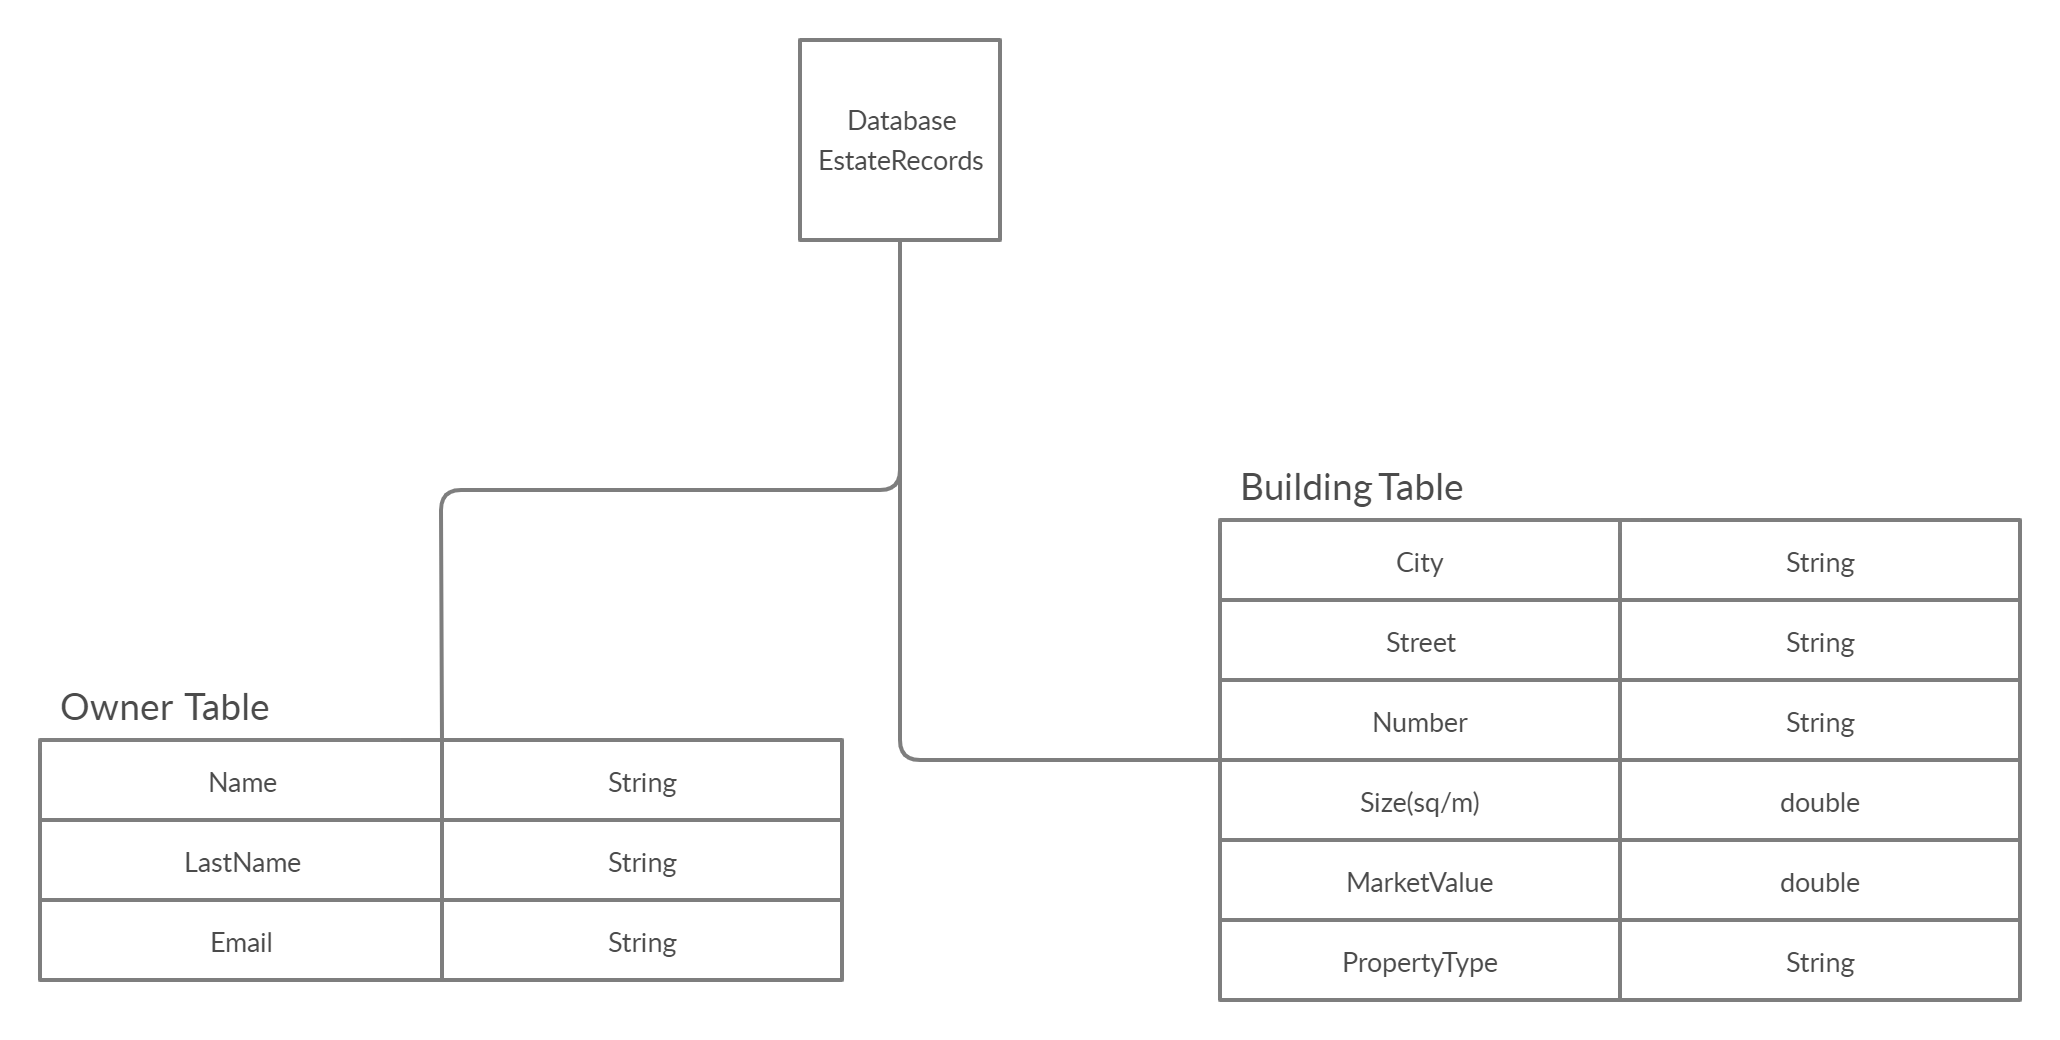 Database
EstateRecords
Building Table
City String
Street String
Number String
Size(sq/m) double
MarketValue double
PropertyType String
Owner Table
Name String
LastName String
Email String